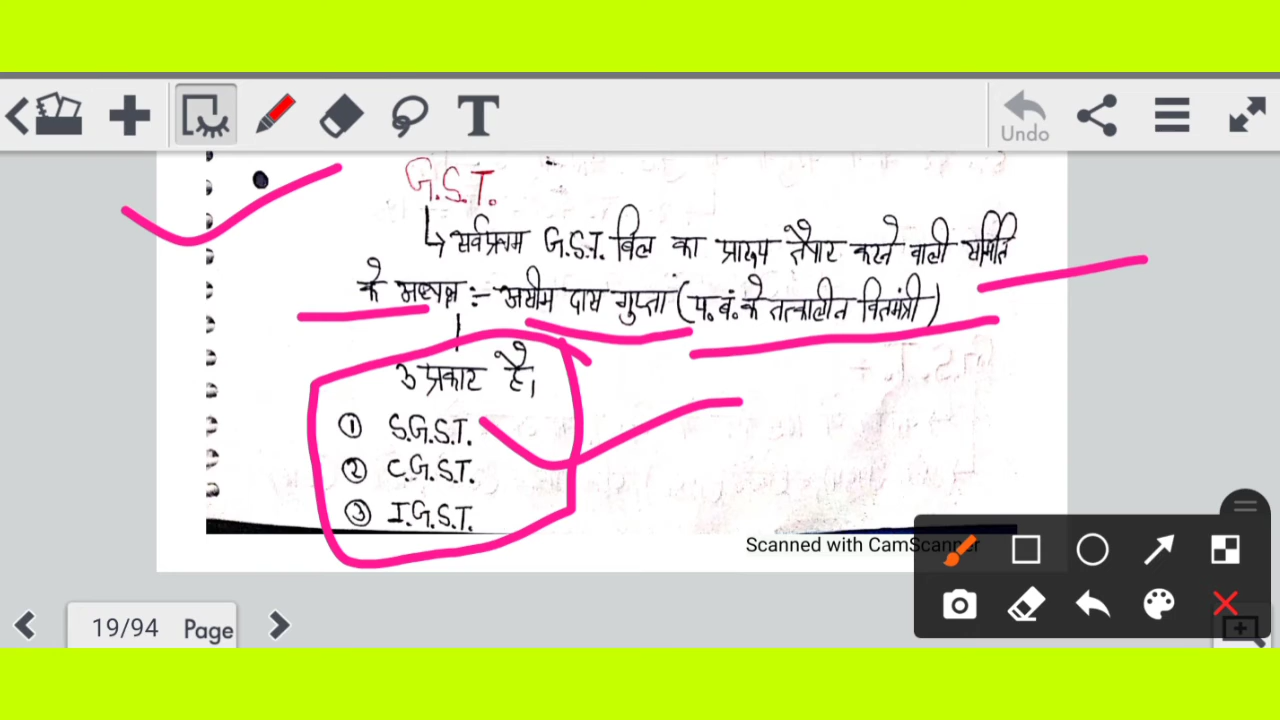 Undo
G.S.T.
↳ सर्वप्रथम G.S.T. बिल का प्रारूप तैयार करने वाली समिति
के अध्यक्ष :- असीम दास गुप्ता (प. बं. के तत्कालीन वितमंत्री)
3 प्रकार है।
① S.G.S.T.
② C.G.S.T.
③ I.G.S.T.
Scanned with CamScanner
19/94 Page